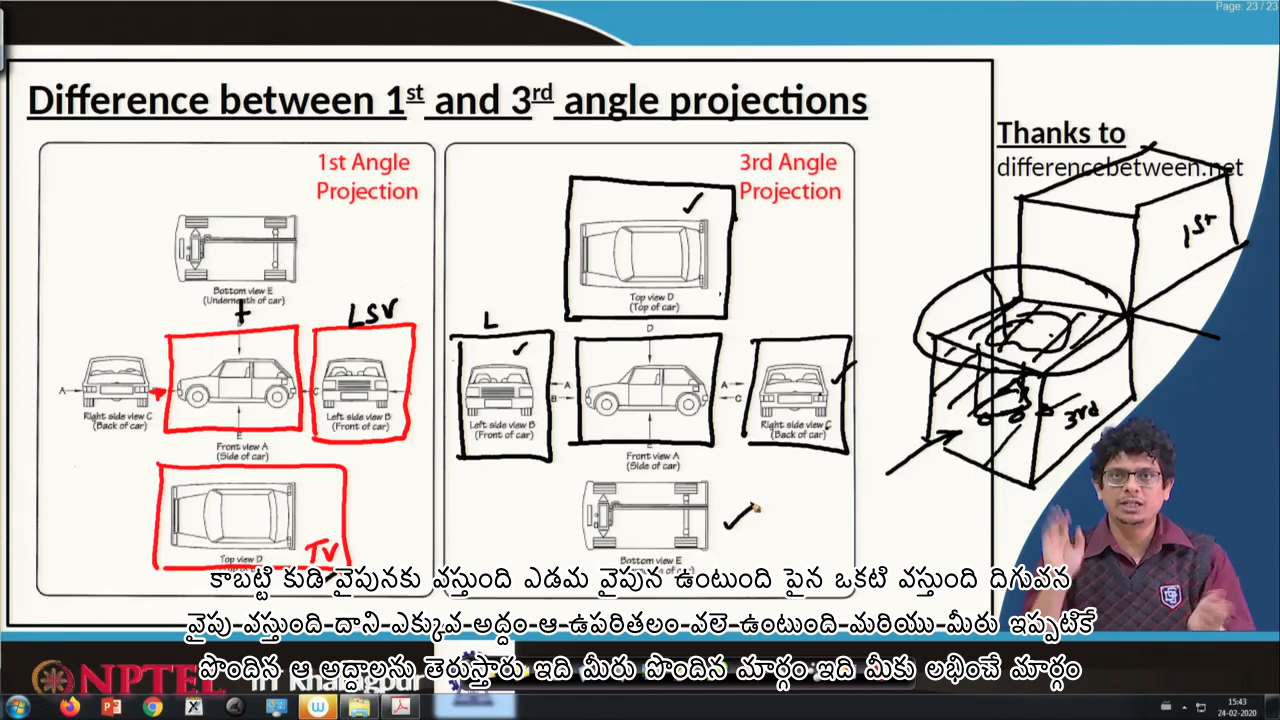 Page: 23 / 23
Difference between 1st and 3rd angle projections
1st Angle
Projection
Bottom view E
(Underneath of car)
LSV
A
C
Right side view C
(Back of car)
Left side view B
(Front of car)
E
Front view A
(Side of car)
Top view D
TV
3rd Angle
Projection
Top view D
(Top of car)
D
L
A
B
A
C
Left side view B
(Front of car)
Right side view C
(Back of car)
E
Front view A
(Side of car)
Bottom view E
Thanks to
differencebetween.net
1st
3rd
కాబట్టి కుడి వైపునకు వస్తుంది ఎడమ వైపున ఉంటుంది పైన ఒకటి వస్తుంది దిగువన
వైపు వస్తుంది దాని ఎక్కువ అద్దం ఆ ఉపరితలం వలె ఉంటుంది మరియు మీరు ఇప్పటికే
పొందిన ఆ అద్దాలను తెరుస్తారు ఇది మీరు పొందిన మార్గం ఇది మీకు లభించే మార్గం
NPTEL IIT Kharagpur
15:43
24-02-2020